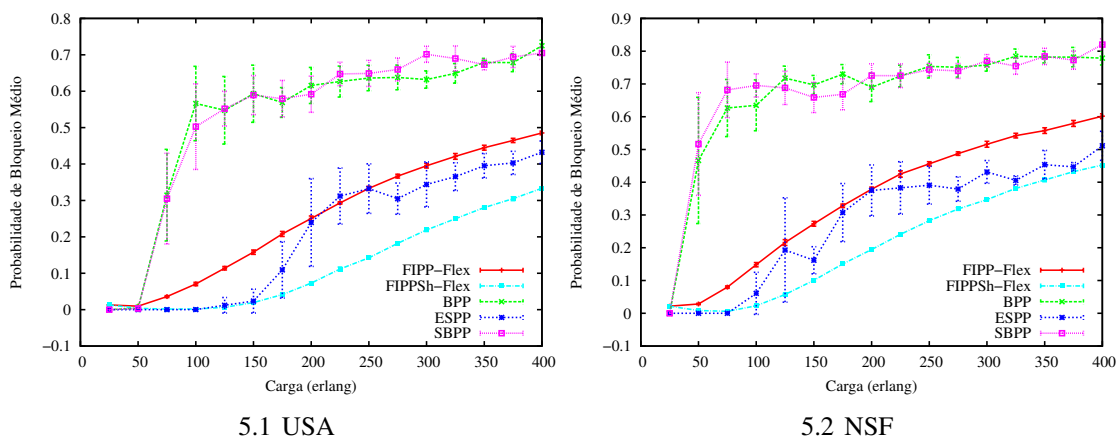 Probabilidade de Bloqueio Médio
0.8
0.7
0.6
0.5
0.4
0.3
0.2
0.1
0
−0.1
0 50 100 150 200 250 300 350 400
Carga (erlang)
FIPP−Flex
FIPPSh−Flex
BPP
ESPP
SBPP
5.1 USA
Probabilidade de Bloqueio Médio
0.9
0.8
0.7
0.6
0.5
0.4
0.3
0.2
0.1
0
−0.1
0 50 100 150 200 250 300 350 400
Carga (erlang)
FIPP−Flex
FIPPSh−Flex
BPP
ESPP
SBPP
5.2 NSF